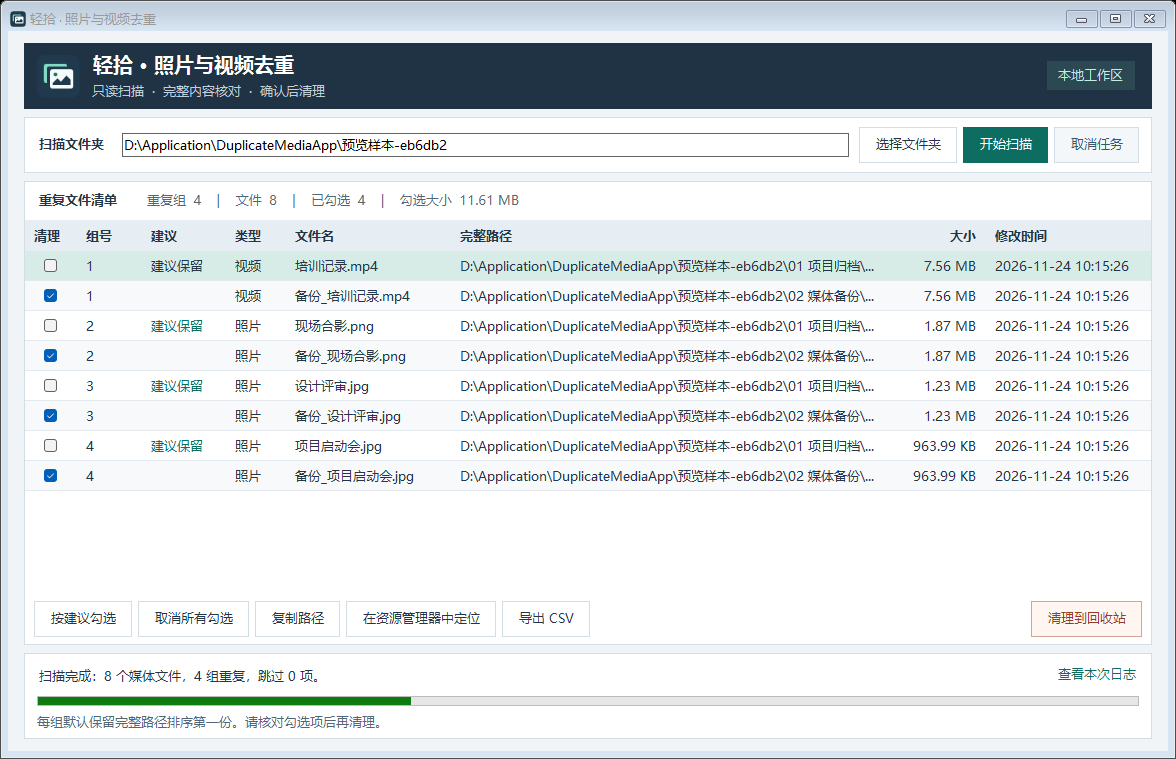 轻拾 · 照片与视频去重
轻拾 • 照片与视频去重
只读扫描 · 完整内容核对 · 确认后清理
本地工作区
扫描文件夹 D:\Application\DuplicateMediaApp\预览样本-eb6db2 选择文件夹 开始扫描 取消任务
重复文件清单 重复组 4 | 文件 8 | 已勾选 4 | 勾选大小 11.61 MB
清理 组号 建议 类型 文件名 完整路径 大小 修改时间
1 建议保留 视频 培训记录.mp4 D:\Application\DuplicateMediaApp\预览样本-eb6db2\01 项目归档\... 7.56 MB 2026-11-24 10:15:26
1 视频 备份_培训记录.mp4 D:\Application\DuplicateMediaApp\预览样本-eb6db2\02 媒体备份\... 7.56 MB 2026-11-24 10:15:26
2 建议保留 照片 现场合影.png D:\Application\DuplicateMediaApp\预览样本-eb6db2\01 项目归档\... 1.87 MB 2026-11-24 10:15:26
2 照片 备份_现场合影.png D:\Application\DuplicateMediaApp\预览样本-eb6db2\02 媒体备份\... 1.87 MB 2026-11-24 10:15:26
3 建议保留 照片 设计评审.jpg D:\Application\DuplicateMediaApp\预览样本-eb6db2\01 项目归档\... 1.23 MB 2026-11-24 10:15:26
3 照片 备份_设计评审.jpg D:\Application\DuplicateMediaApp\预览样本-eb6db2\02 媒体备份\... 1.23 MB 2026-11-24 10:15:26
4 建议保留 照片 项目启动会.jpg D:\Application\DuplicateMediaApp\预览样本-eb6db2\01 项目归档\... 963.99 KB 2026-11-24 10:15:26
4 照片 备份_项目启动会.jpg D:\Application\DuplicateMediaApp\预览样本-eb6db2\02 媒体备份\... 963.99 KB 2026-11-24 10:15:26
按建议勾选 取消所有勾选 复制路径 在资源管理器中定位 导出 CSV 清理到回收站
扫描完成：8 个媒体文件，4 组重复，跳过 0 项。 查看本次日志
每组默认保留完整路径排序第一份。请核对勾选项后再清理。